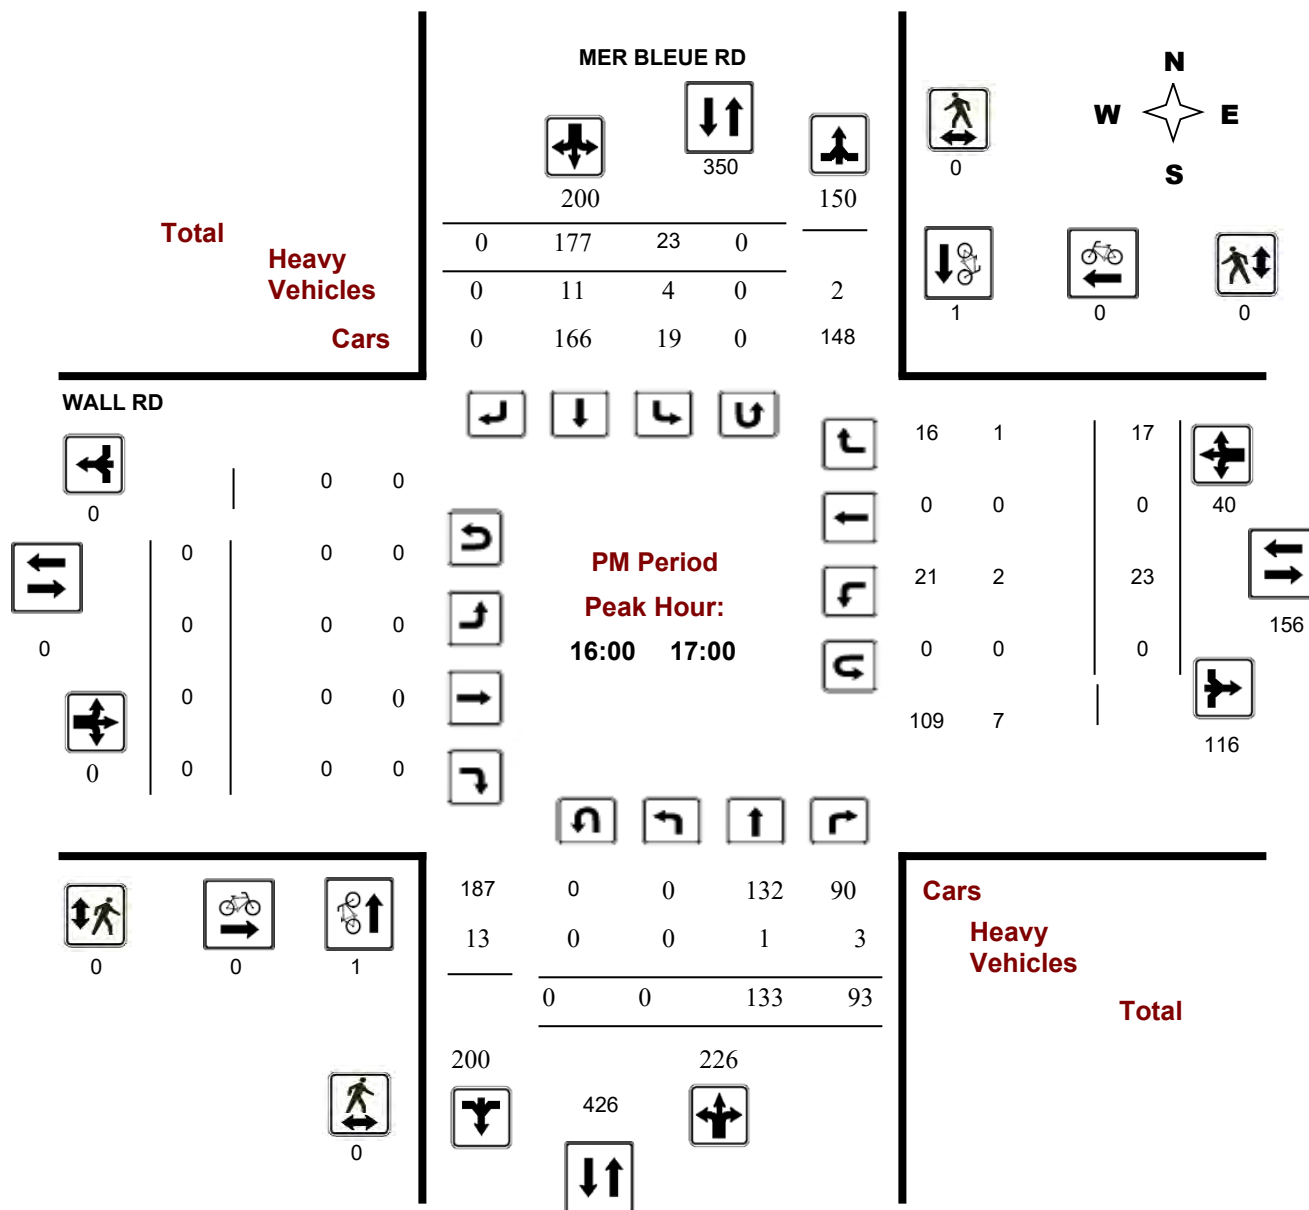 MER BLEUE RD
N
W E
S
350
0
200 150
Total 0 177 23 0
Heavy
Vehicles 0 11 4 0 2
1 0 0
Cars 0 166 19 0 148
WALL RD
16 1 17
0 0 0
0 0 0 40
0 0 0
PM Period
21 2 23
Peak Hour:
0 0 0
156
0
16:00 17:00
0 0 0
0 0 0
109 7
116
0 0 0 0
187 0 0 132 90
Cars
13 0 0 1 3
Heavy
Vehicles
0 0 1
0 0 133 93
Total
200 226
426
0